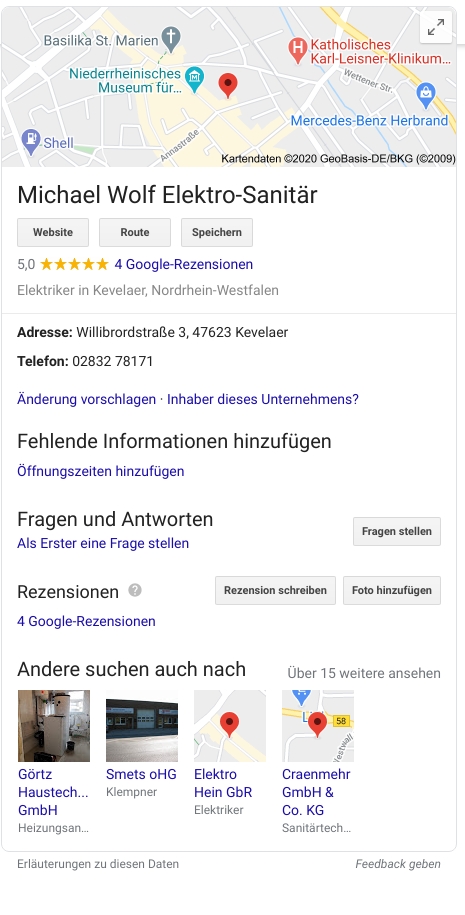 Basilika St. Marien
Katholisches
Karl-Leisner-Klinikum...
Niederrheinisches
Museum für...
Wettener Str.
Mercedes-Benz Herbrand
Shell
Annastraße
Kartendaten ©2020 GeoBasis-DE/BKG (©2009)
Michael Wolf Elektro-Sanitär
Website Route Speichern
5,0 4 Google-Rezensionen
Elektriker in Kevelaer, Nordrhein-Westfalen
Adresse: Willibrordstraße 3, 47623 Kevelaer
Telefon: 02832 78171
Änderung vorschlagen · Inhaber dieses Unternehmens?
Fehlende Informationen hinzufügen
Öffnungszeiten hinzufügen
Fragen und Antworten
Fragen stellen
Als Erster eine Frage stellen
Rezensionen ? Rezension schreiben Foto hinzufügen
4 Google-Rezensionen
Andere suchen auch nach Über 15 weitere ansehen
58
Görtz
Haustech...
GmbH
Heizungsan...
Smets oHG
Klempner
Elektro
Hein GbR
Elektriker
Craenmehr
GmbH &
Co. KG
Sanitärtech...
Erläuterungen zu diesen Daten Feedback geben